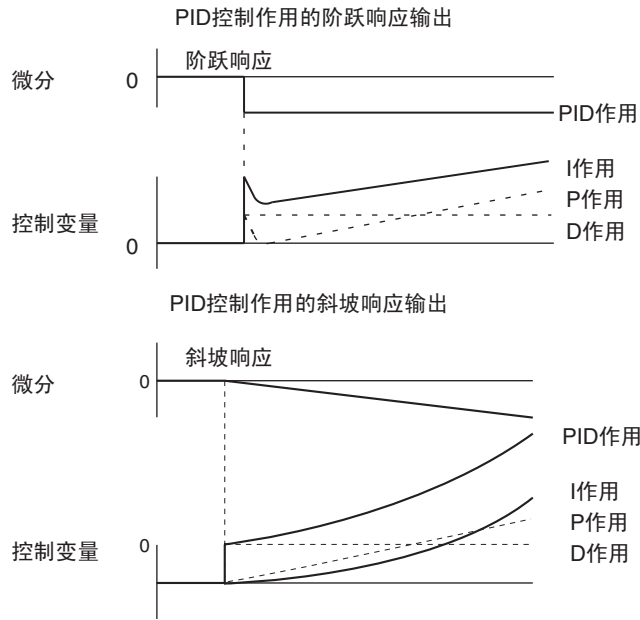 PID控制作用的阶跃响应输出
阶跃响应
微分
0
PID作用
I作用
P作用
控制变量
D作用
0
PID控制作用的斜坡响应输出
斜坡响应
微分
0
PID作用
I作用
P作用
控制变量
0
D作用